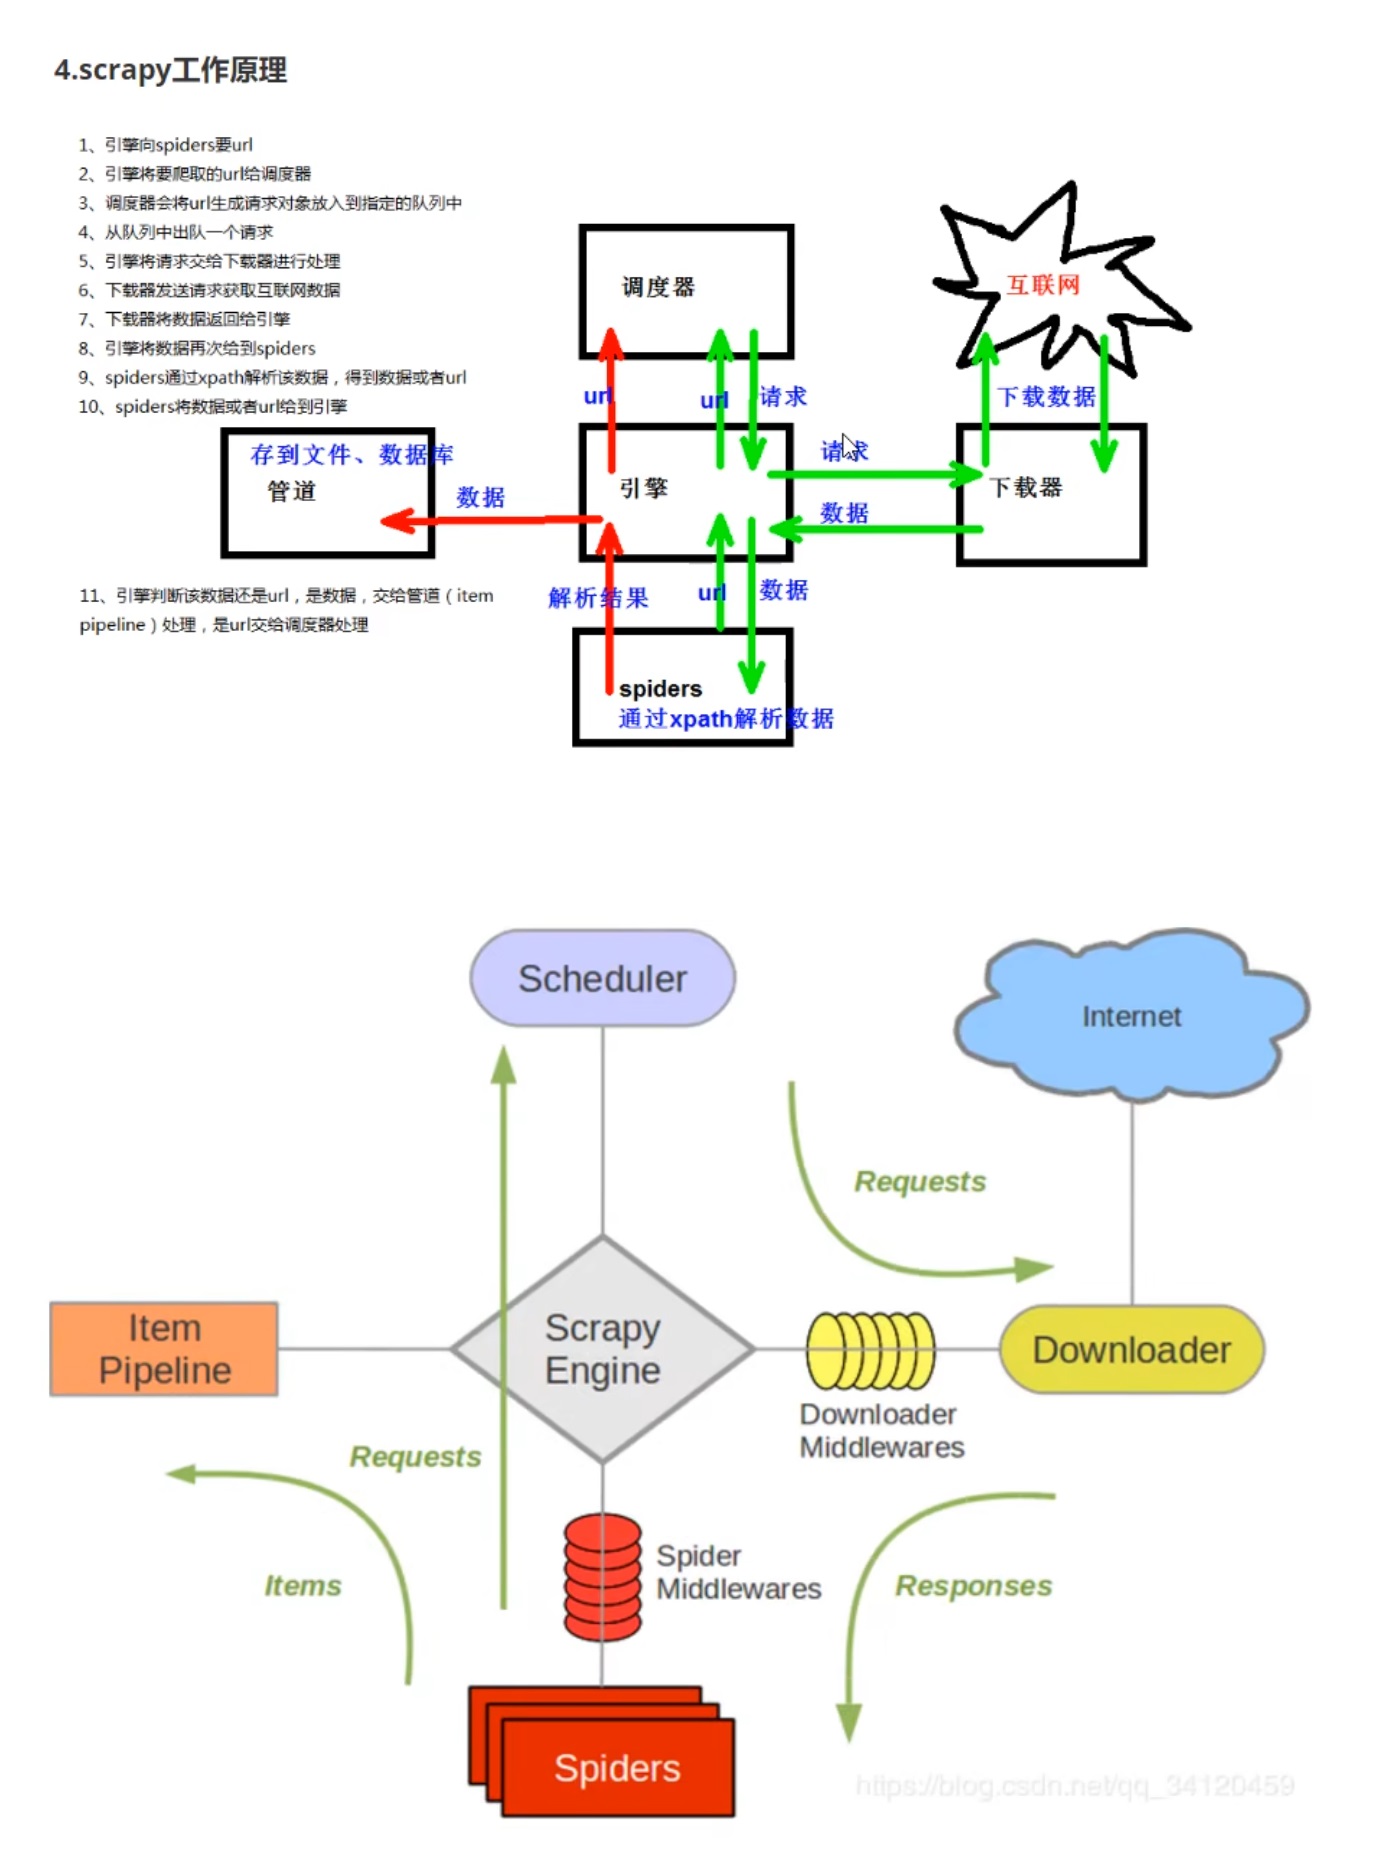 4.scrapy工作原理
1、引擎向spiders要url
2、引擎将要爬取的url给调度器
3、调度器会将url生成请求对象放入到指定的队列中
4、从队列中出队一个请求
5、引擎将请求交给下载器进行处理
6、下载器发送请求获取互联网数据
7、下载器将数据返回给引擎
8、引擎将数据再次给到spiders
9、spiders通过xpath解析该数据，得到数据或者url
10、spiders将数据或者url给到引擎
调度器
互联网
url
url
请求
下载数据
存到文件、数据库
管道
数据
引擎
请求
数据
下载器
11、引擎判断该数据还是url，是数据，交给管道（item
pipeline）处理，是url交给调度器处理
解析结果
url
数据
spiders
通过xpath解析数据
Scheduler
Internet
Requests
Item
Pipeline
Scrapy
Engine
Downloader
Downloader
Middlewares
Requests
Spider
Middlewares
Items
Responses
Spiders
https://blog.csdn.net/qq_34120459